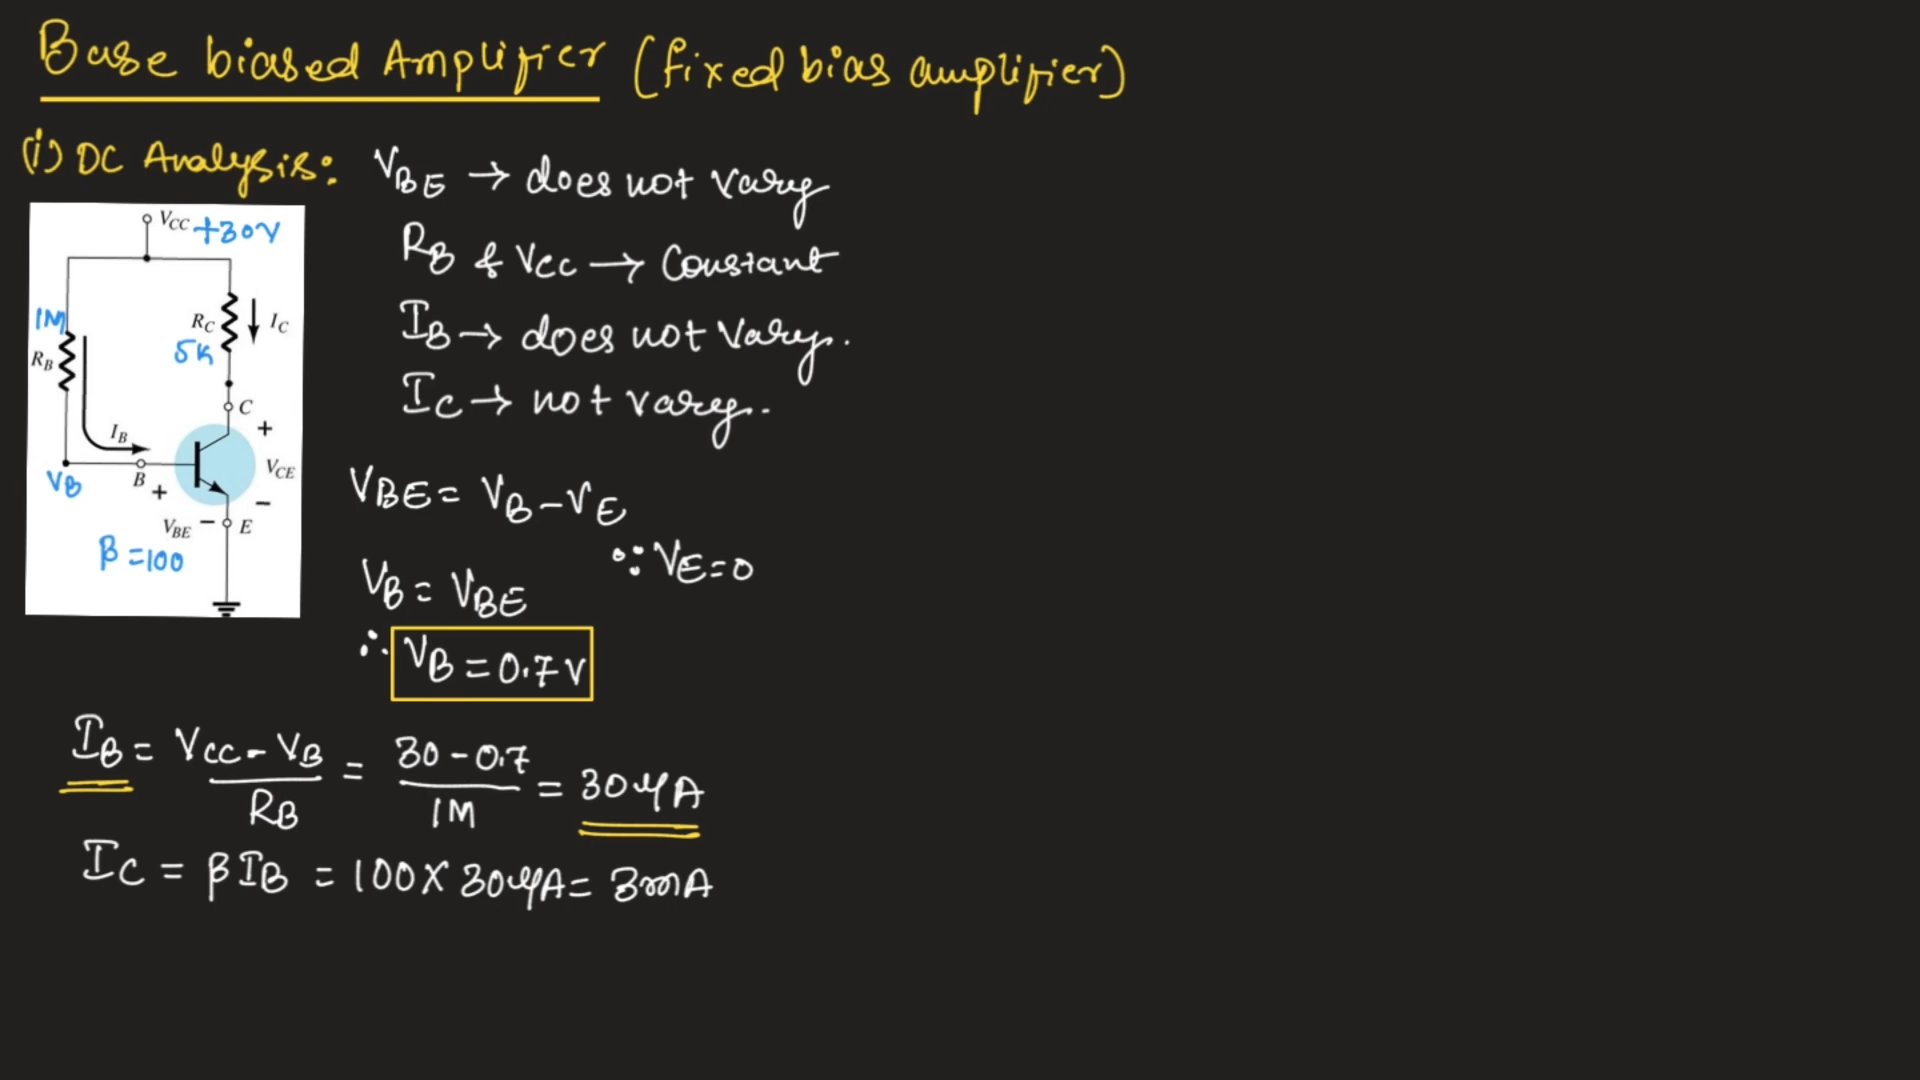 Base biased Amplifier (fixed bias amplifier)
(i) DC Analysis:
VCC +30V
1M
RB
RC
5K
IC
C
+
IB
VCE
VB
B
+
−
VBE − E
β =100
VBE → does not vary
RB & VCC → Constant
IB → does not vary.
IC → not vary.
VBE = VB − VE
∵ VE = 0
VB = VBE
∴ VB = 0.7V
IB = VCC − VB / RB = 30 − 0.7 / 1M = 30μA
IC = βIB = 100 X 30μA = 3mA